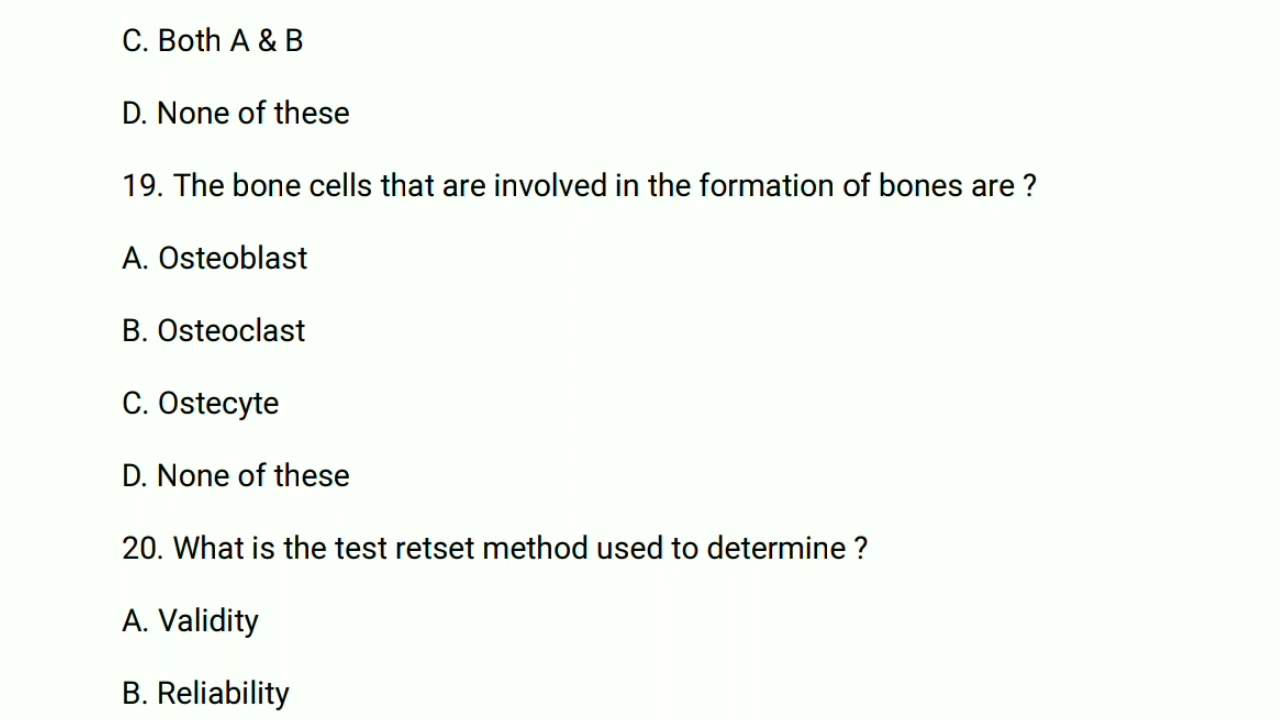 C. Both A & B
D. None of these
19. The bone cells that are involved in the formation of bones are ?
A. Osteoblast
B. Osteoclast
C. Ostecyte
D. None of these
20. What is the test retset method used to determine ?
A. Validity
B. Reliability